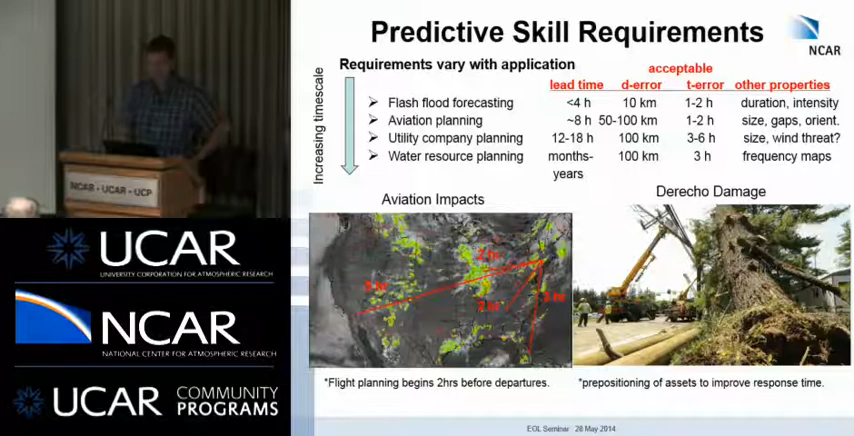 Predictive Skill Requirements
NCAR
Requirements vary with application
acceptable
lead time d-error t-error other properties
Increasing timescale
➢ Flash flood forecasting <4 h 10 km 1-2 h duration, intensity
➢ Aviation planning ~8 h 50-100 km 1-2 h size, gaps, orient.
➢ Utility company planning 12-18 h 100 km 3-6 h size, wind threat?
➢ Water resource planning months- 100 km 3 h frequency maps
years
Aviation Impacts
Derecho Damage
2 hr
2 hr
*Flight planning begins 2hrs before departures.
*prepositioning of assets to improve response time.
EOL Seminar 28 May 2014
NCAR • UCAR • UCP
UCAR
UNIVERSITY CORPORATION FOR ATMOSPHERIC RESEARCH
NCAR
NATIONAL CENTER FOR ATMOSPHERIC RESEARCH
UCAR COMMUNITY
PROGRAMS